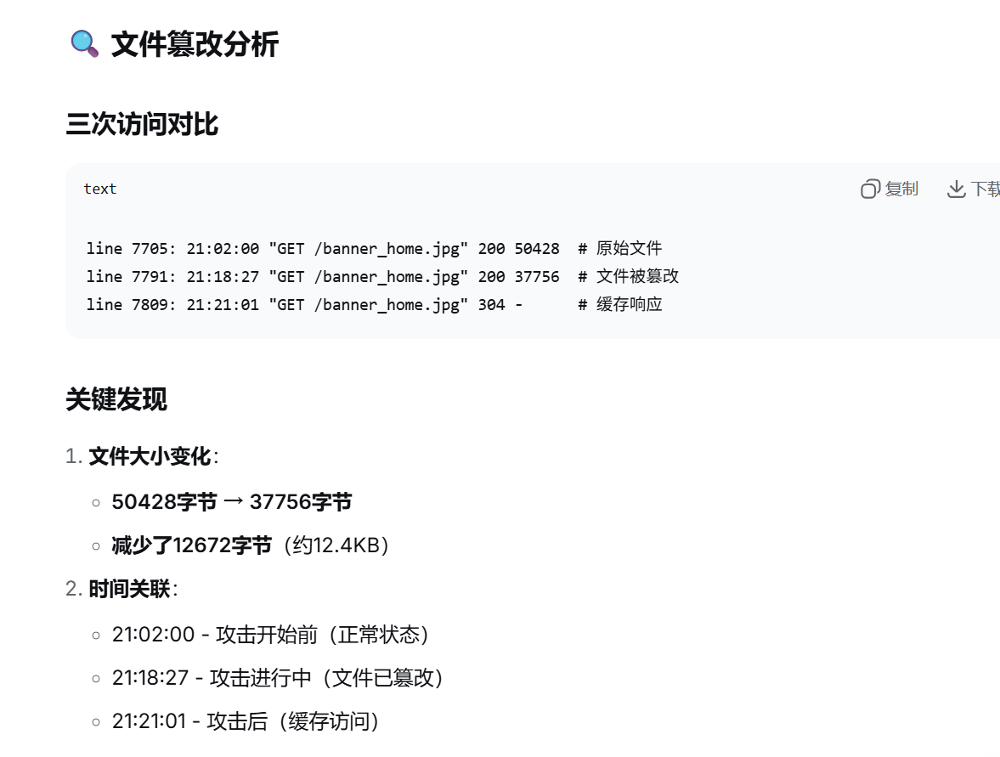 🔍 文件篡改分析
三次访问对比
text
复制
下载
line 7705: 21:02:00 "GET /banner_home.jpg" 200 50428  # 原始文件
line 7791: 21:18:27 "GET /banner_home.jpg" 200 37756  # 文件被篡改
line 7809: 21:21:01 "GET /banner_home.jpg" 304 -      # 缓存响应
关键发现
1. 文件大小变化：
○ 50428字节 → 37756字节
○ 减少了12672字节（约12.4KB）
2. 时间关联：
○ 21:02:00 - 攻击开始前（正常状态）
○ 21:18:27 - 攻击进行中（文件已篡改）
○ 21:21:01 - 攻击后（缓存访问）